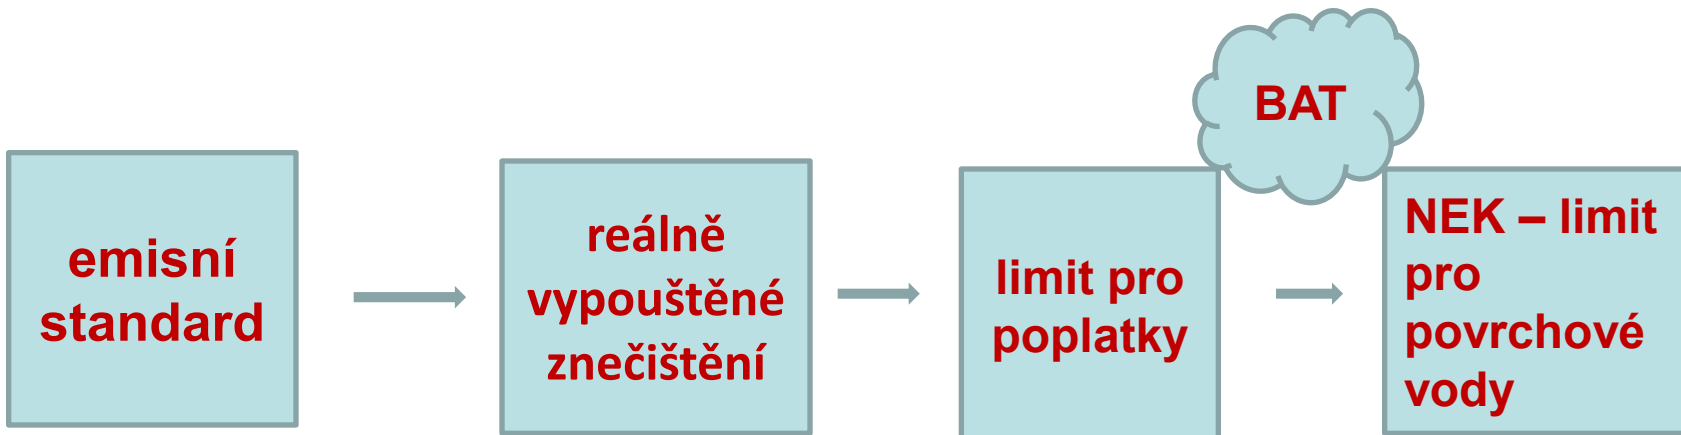 BAT
emisní
standard
reálně
vypouštěné
znečištění
limit pro
poplatky
NEK – limit
pro
povrchové
vody